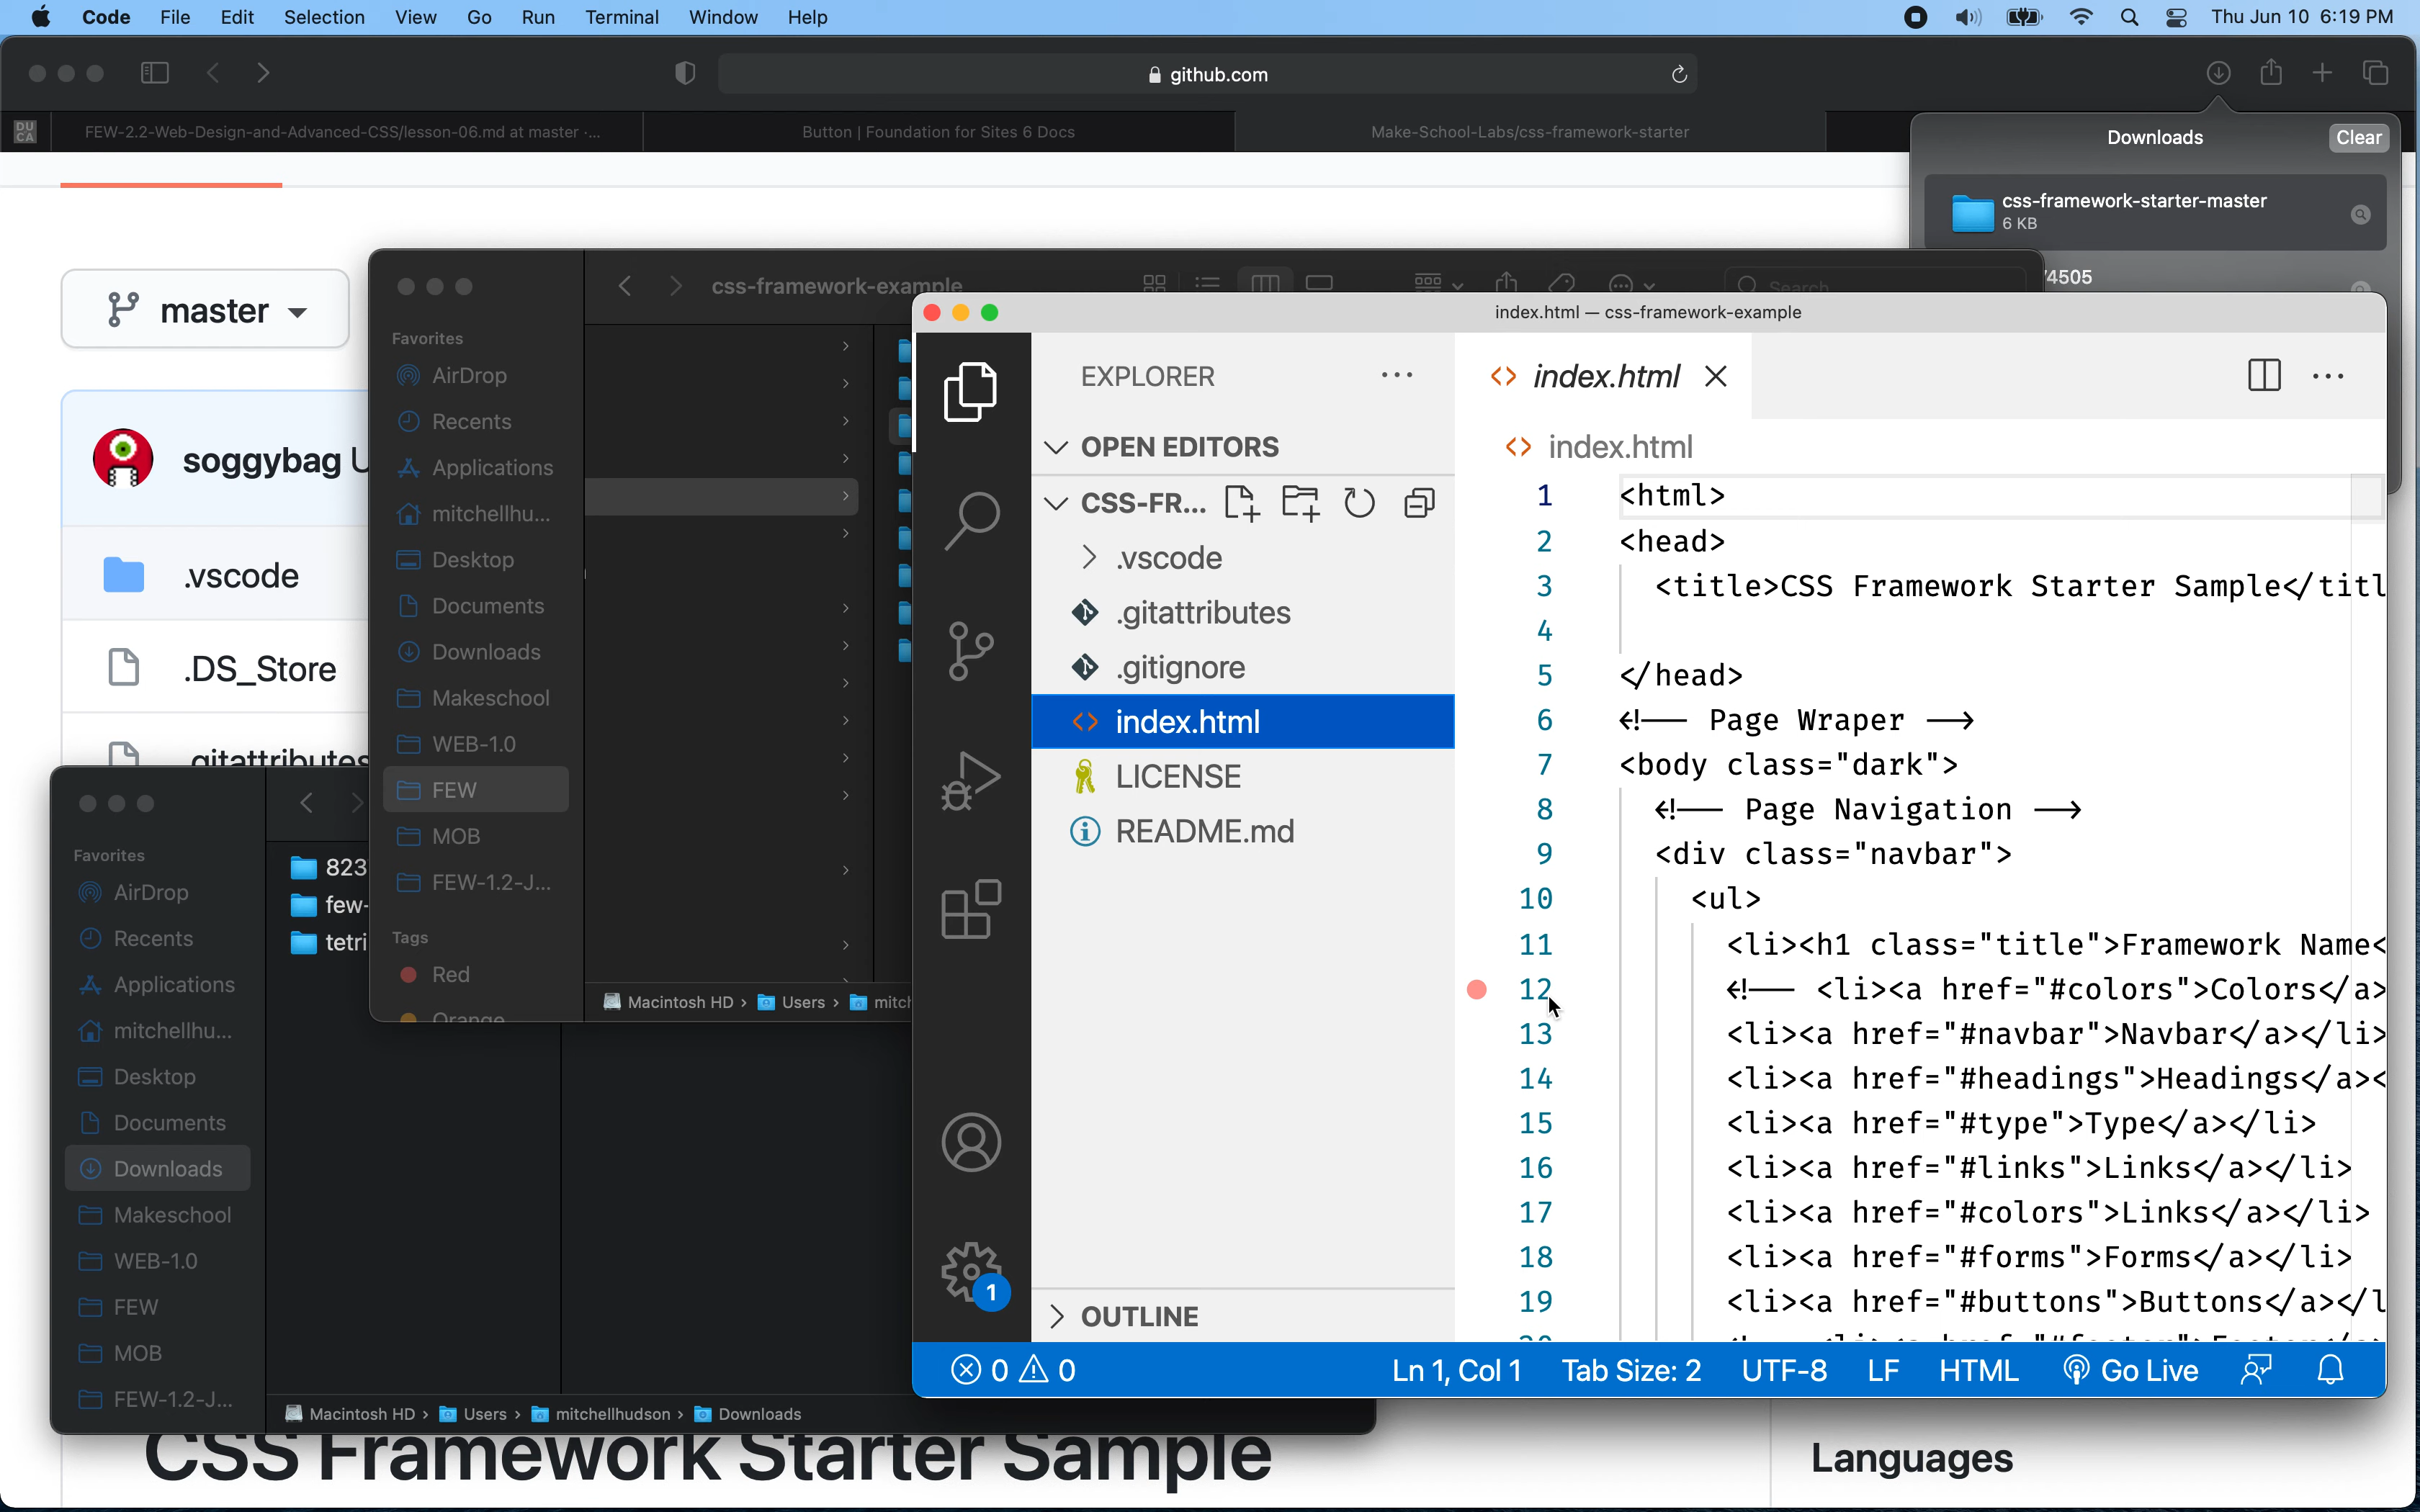 Code File Edit Selection View Go Run Terminal Window Help Thu Jun 10 6:19 PM
github.com
DU CA FEW-2.2-Web-Design-and-Advanced-CSS/lesson-06.md at master ·... Button | Foundation for Sites 6 Docs Make-School-Labs/css-framework-starter
Downloads Clear
css-framework-starter-master
6 KB
4505
master
soggybag U
.vscode
.DS_Store
.gitattributes
css-framework-example Search
Favorites
AirDrop
Recents
Applications
mitchellhu...
Desktop
Documents
Downloads
Makeschool
WEB-1.0
FEW
MOB
FEW-1.2-J...
Tags
Red
Orange
Macintosh HD › Users › mitch
Favorites
AirDrop
Recents
Applications
mitchellhu...
Desktop
Documents
Downloads
Makeschool
WEB-1.0
FEW
MOB
FEW-1.2-J...
823
few-
tetri
Macintosh HD › Users › mitchellhudson › Downloads
index.html — css-framework-example
EXPLORER ···
OPEN EDITORS
CSS-FR...
.vscode
.gitattributes
.gitignore
index.html
LICENSE
README.md
OUTLINE
1
index.html
index.html
1 <html>
2 <head>
3 <title>CSS Framework Starter Sample</titl
4
5 </head>
6 <!-- Page Wraper -->
7 <body class="dark">
8 <!-- Page Navigation -->
9 <div class="navbar">
10 <ul>
11 <li><h1 class="title">Framework Name<
12 <!-- <li><a href="#colors">Colors</a>
13 <li><a href="#navbar">Navbar</a></li>
14 <li><a href="#headings">Headings</a><
15 <li><a href="#type">Type</a></li>
16 <li><a href="#links">Links</a></li>
17 <li><a href="#colors">Links</a></li>
18 <li><a href="#forms">Forms</a></li>
19 <li><a href="#buttons">Buttons</a></l
0 0 Ln 1, Col 1 Tab Size: 2 UTF-8 LF HTML Go Live
CSS Framework Starter Sample
Languages